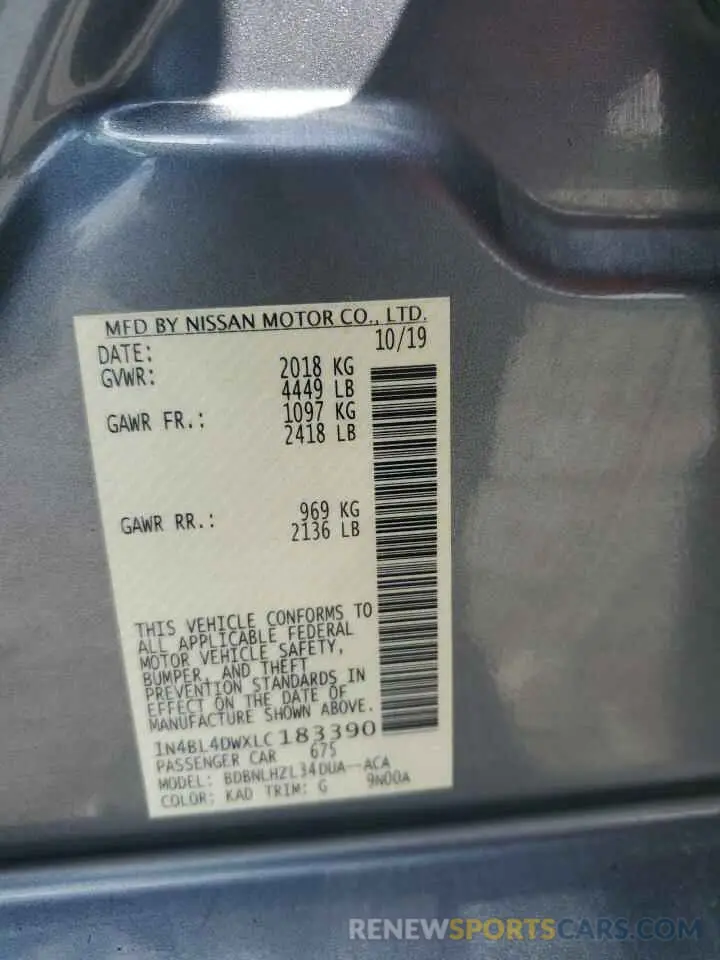 MFD BY NISSAN MOTOR CO., LTD.
DATE: 10/19
GVWR: 2018 KG
4449 LB
GAWR FR.: 1097 KG
2418 LB
GAWR RR.: 969 KG
2136 LB
THIS VEHICLE CONFORMS TO
ALL APPLICABLE FEDERAL
MOTOR VEHICLE SAFETY,
BUMPER, AND THEFT
PREVENTION STANDARDS IN
EFFECT ON THE DATE OF
MANUFACTURE SHOWN ABOVE.
1N4BL4DWXLC183390
PASSENGER CAR 675
MODEL: BDBNLHZL34DUA--ACA
COLOR: KAD TRIM: G 9N00A
RENEWSPORTSCARS.COM